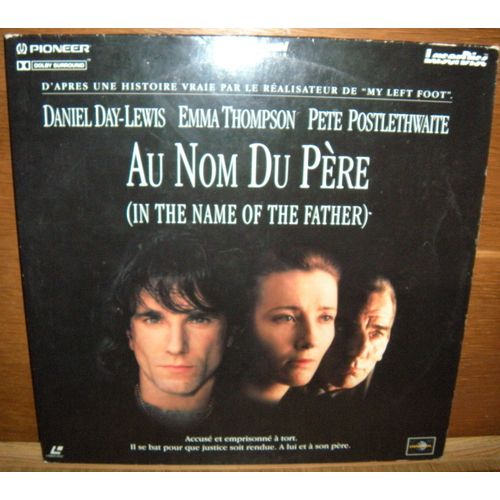 PIONEER
DOLBY SURROUND
LaserDisc
D'APRES UNE HISTOIRE VRAIE PAR LE RÉALISATEUR DE "MY LEFT FOOT".
DANIEL DAY-LEWIS EMMA THOMPSON PETE POSTLETHWAITE
AU NOM DU PÈRE
(IN THE NAME OF THE FATHER)
Accusé et emprisonné à tort.
Il se bat pour que justice soit rendue. A lui et à son père.